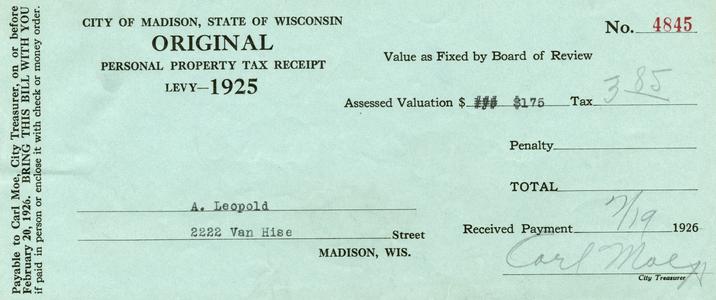 CITY OF MADISON, STATE OF WISCONSIN
ORIGINAL
PERSONAL PROPERTY TAX RECEIPT
LEVY—1925
No. 4845
Value as Fixed by Board of Review
Assessed Valuation $ $175 Tax 3 85
Penalty
TOTAL
A. Leopold
2222 Van Hise Street
MADISON, WIS.
Received Payment 1926
Carl Moe
City Treasurer
Payable to Carl Moe, City Treasurer, on or before
February 20, 1926. BRING THIS BILL WITH YOU
if paid in person or enclose it with check or money order.